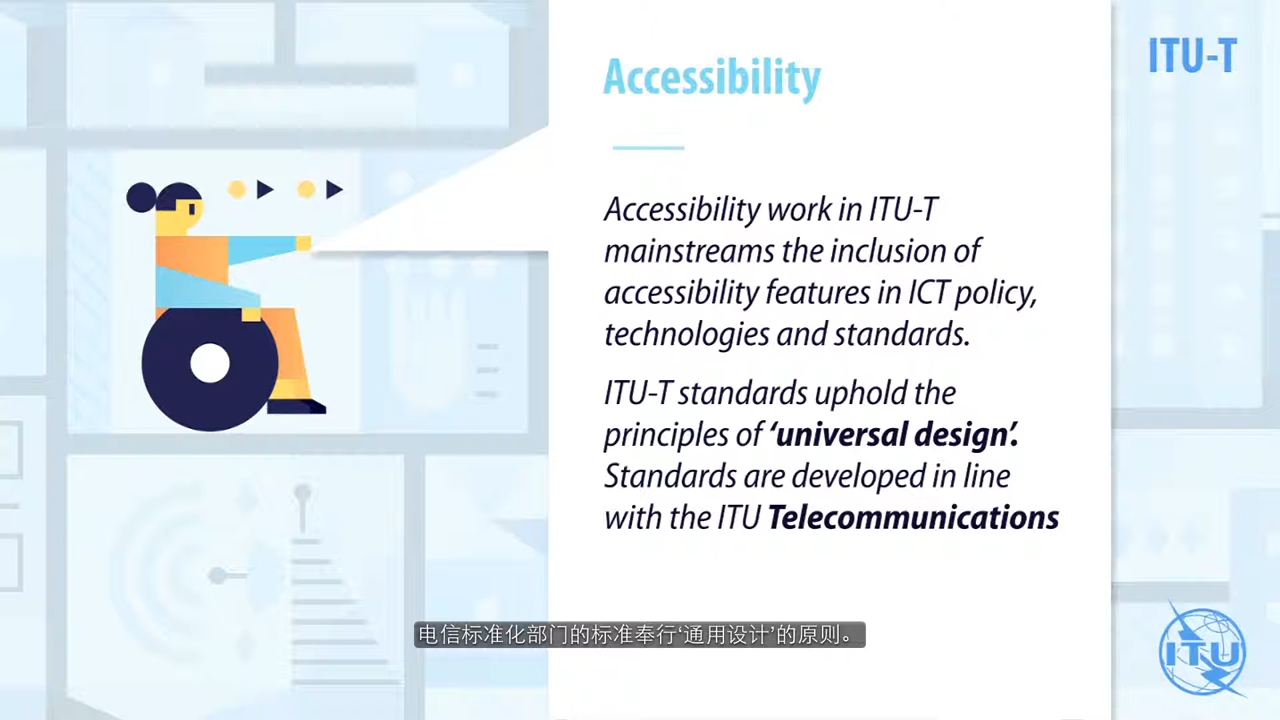 Accessibility
ITU-T
Accessibility work in ITU-T
mainstreams the inclusion of
accessibility features in ICT policy,
technologies and standards.
ITU-T standards uphold the
principles of ‘universal design’.
Standards are developed in line
with the ITU Telecommunications
电信标准化部门的标准奉行‘通用设计’的原则。
ITU